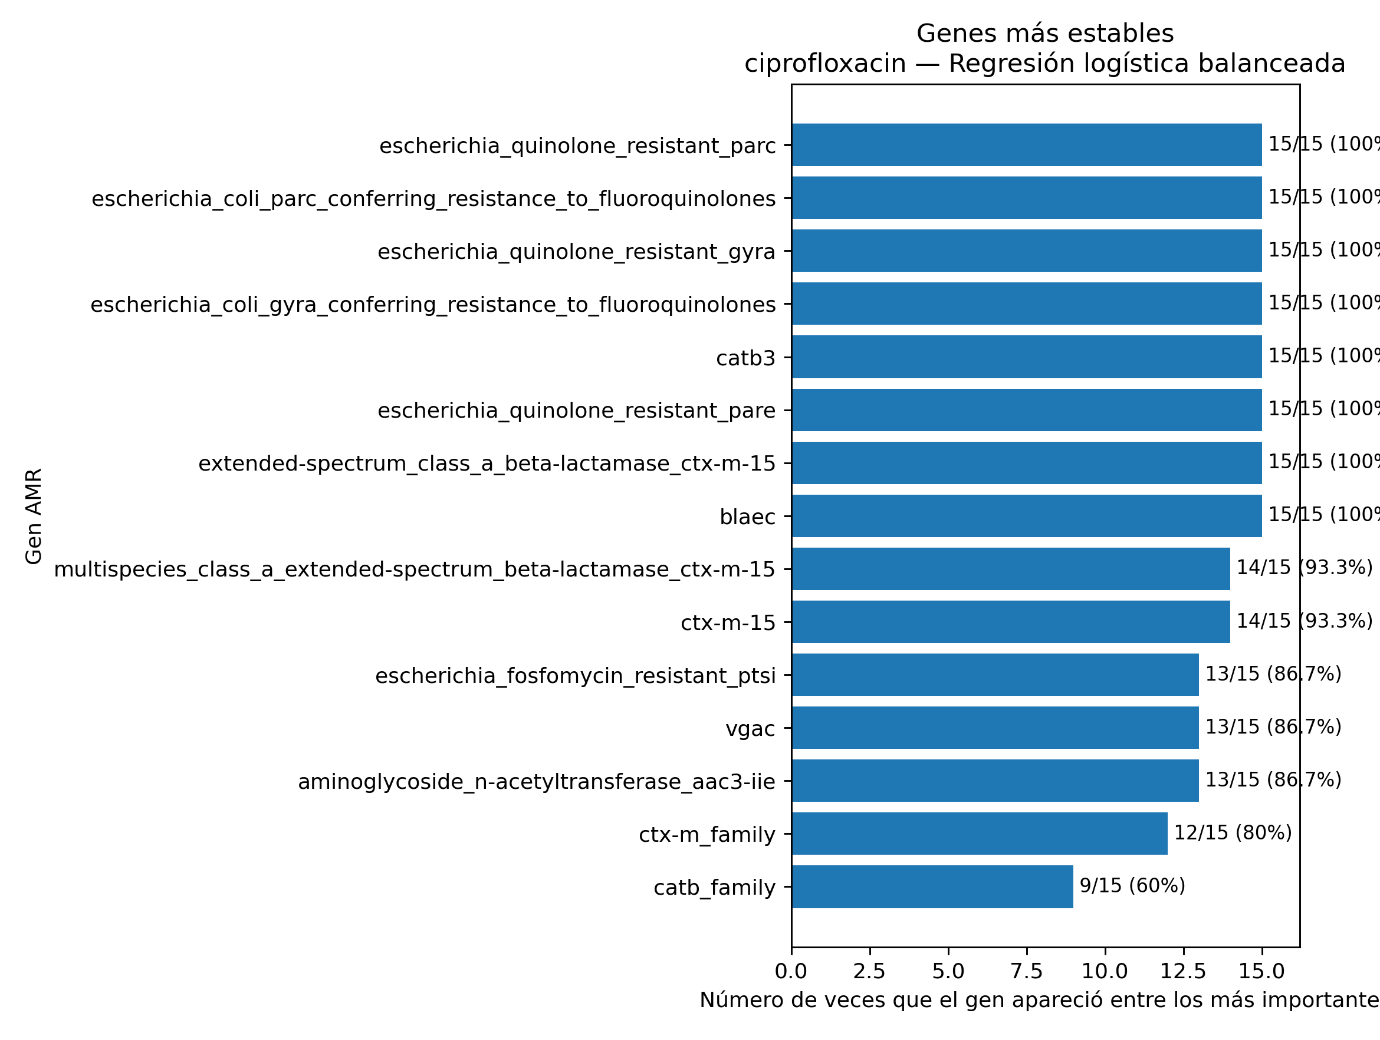 Genes más estables
ciprofloxacin — Regresión logística balanceada
Gen AMR
escherichia_quinolone_resistant_parc 15/15 (100%
escherichia_coli_parc_conferring_resistance_to_fluoroquinolones 15/15 (100%
escherichia_quinolone_resistant_gyra 15/15 (100%
escherichia_coli_gyra_conferring_resistance_to_fluoroquinolones 15/15 (100%
catb3 15/15 (100%
escherichia_quinolone_resistant_pare 15/15 (100%
extended-spectrum_class_a_beta-lactamase_ctx-m-15 15/15 (100%
blaec 15/15 (100%
multispecies_class_a_extended-spectrum_beta-lactamase_ctx-m-15 14/15 (93.3%)
ctx-m-15 14/15 (93.3%)
escherichia_fosfomycin_resistant_ptsi 13/15 (86.7%)
vgac 13/15 (86.7%)
aminoglycoside_n-acetyltransferase_aac3-iie 13/15 (86.7%)
ctx-m_family 12/15 (80%)
catb_family 9/15 (60%)
0.0 2.5 5.0 7.5 10.0 12.5 15.0
Número de veces que el gen apareció entre los más importante